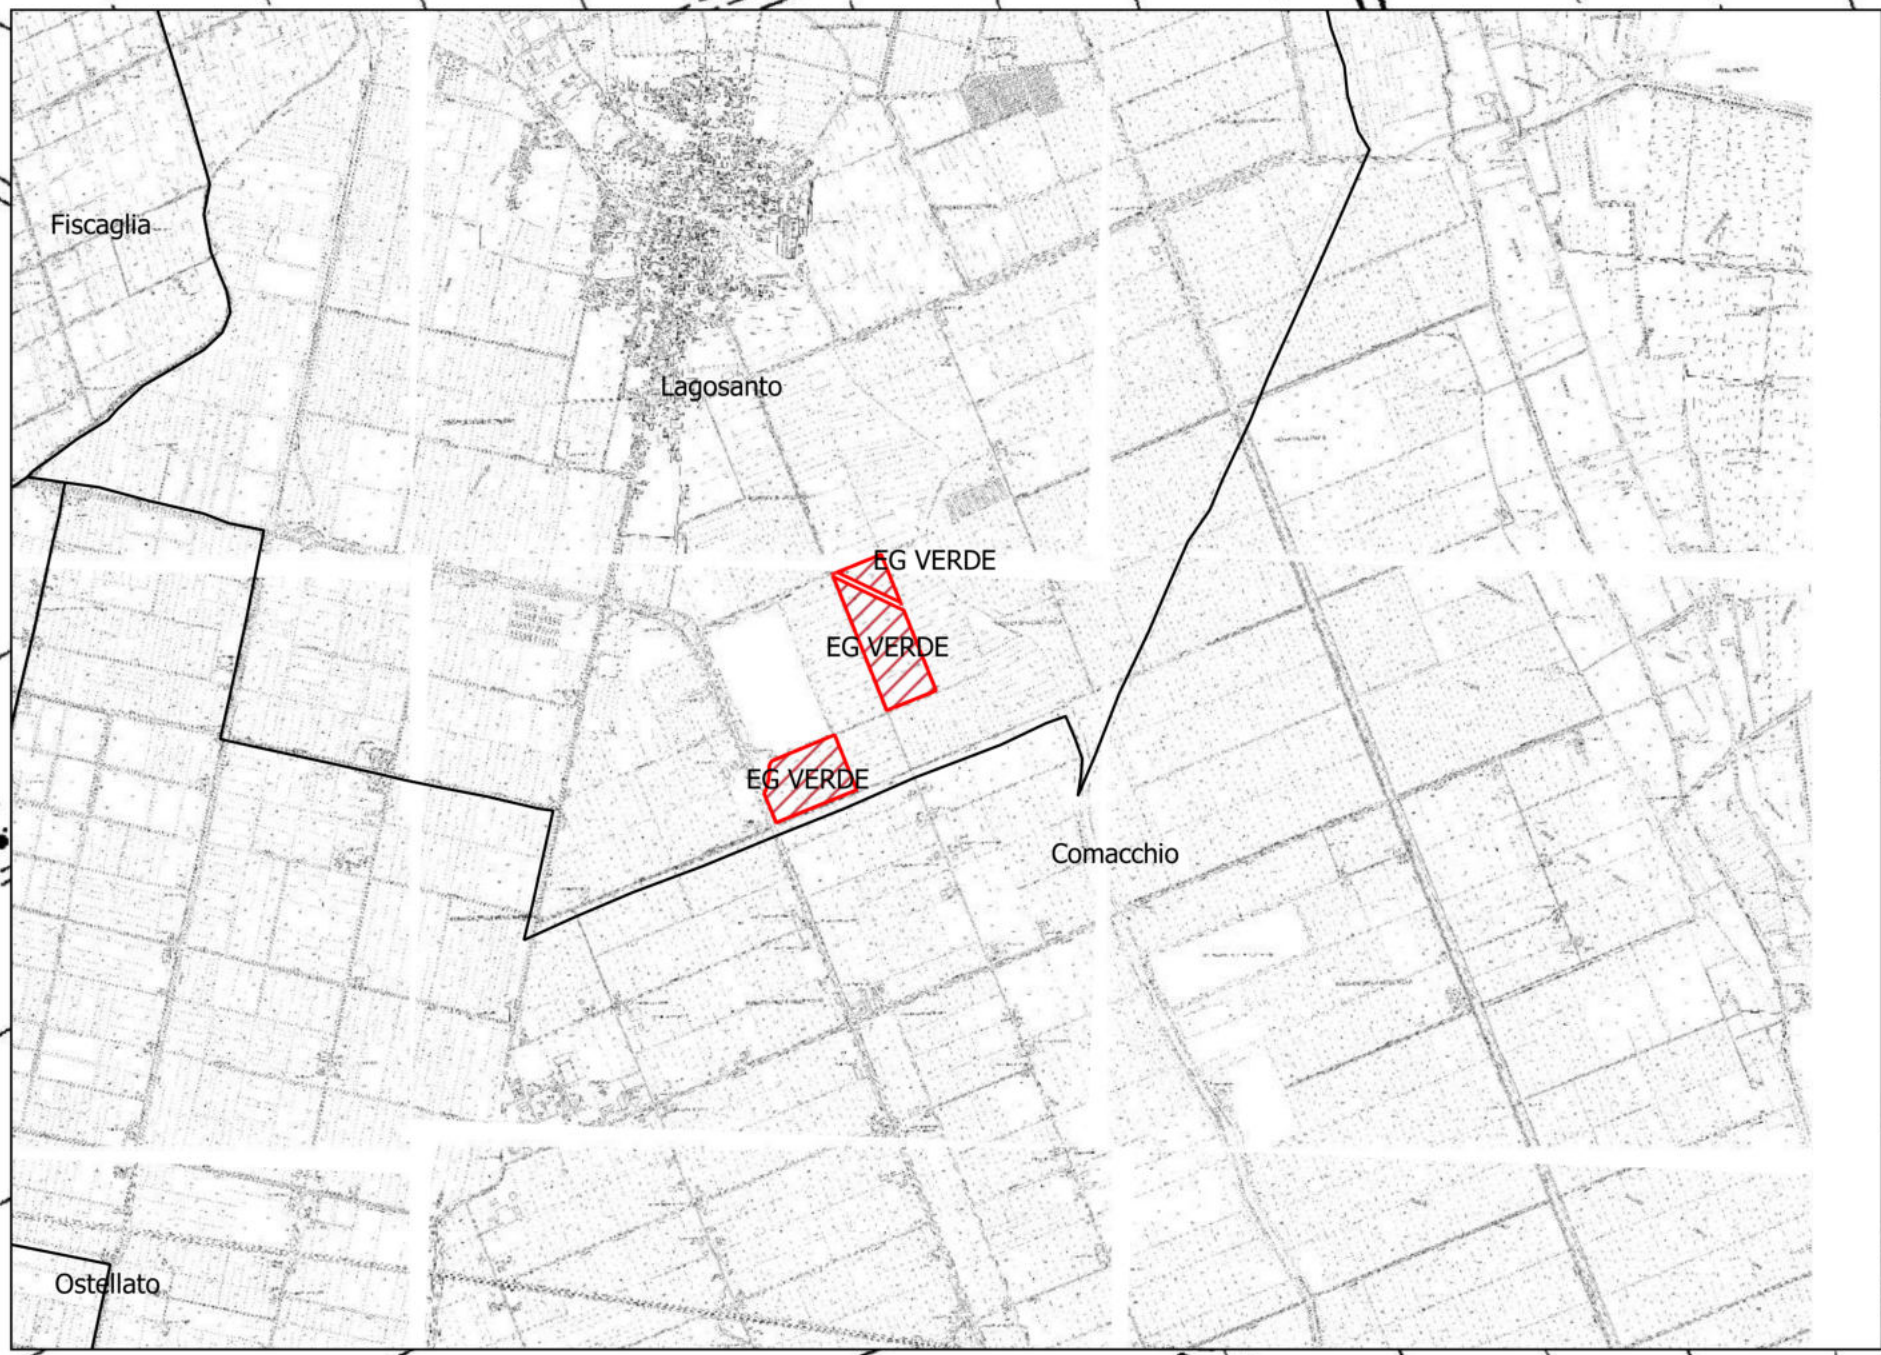 Fiscaglia
Lagosanto
EG VERDE
EG VERDE
EG VERDE
Comacchio
Ostellato